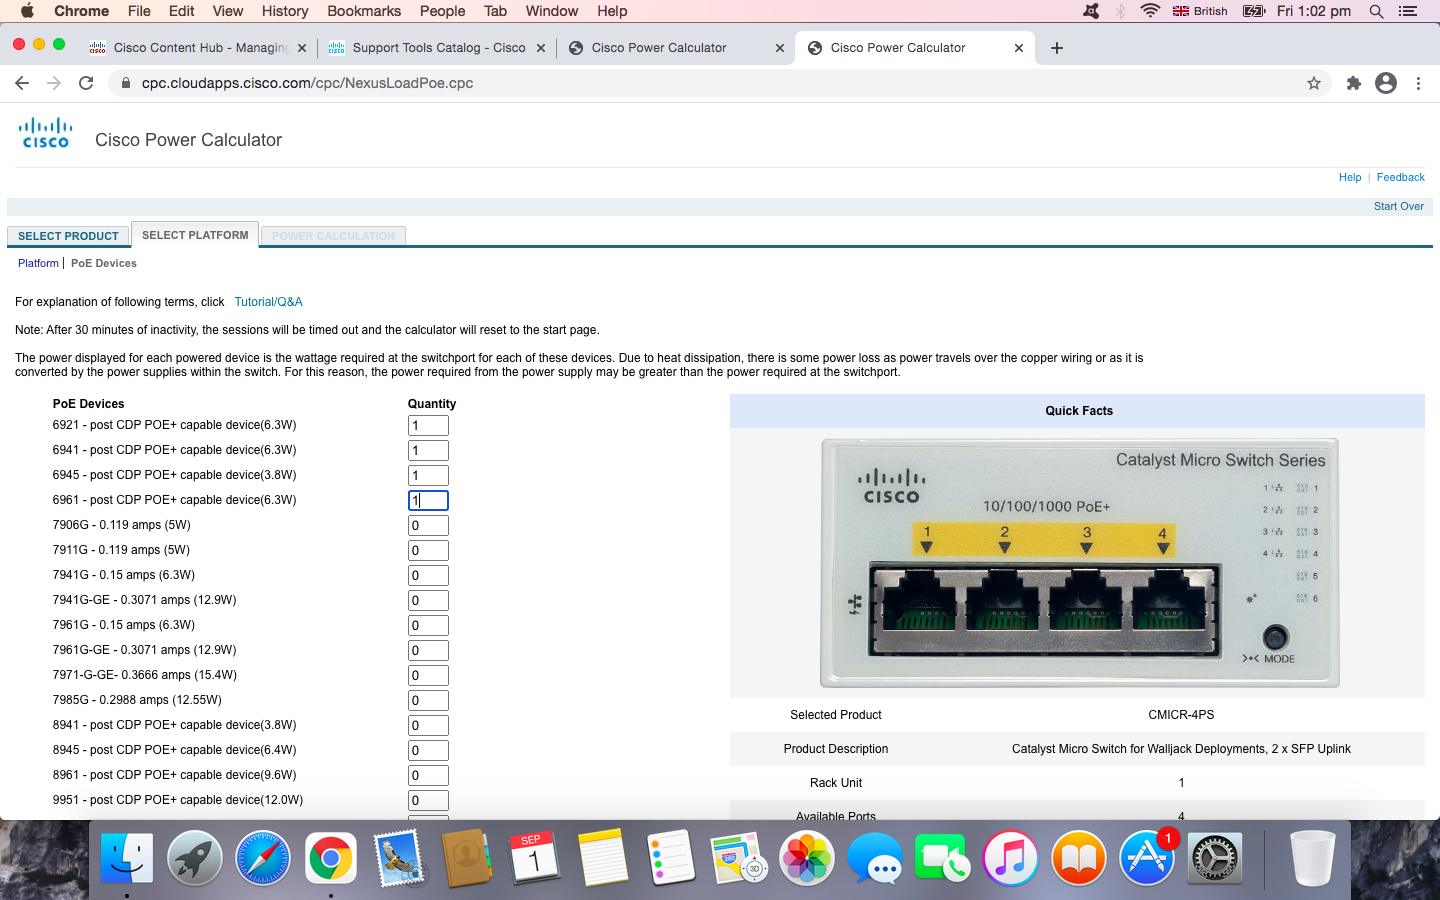 Chrome File Edit View History Bookmarks People Tab Window Help British Fri 1:02 pm
Cisco Content Hub - Managing Support Tools Catalog - Cisco Cisco Power Calculator Cisco Power Calculator
cpc.cloudapps.cisco.com/cpc/NexusLoadPoe.cpc
CISCO Cisco Power Calculator
Help | Feedback
Start Over
SELECT PRODUCT SELECT PLATFORM POWER CALCULATION
Platform | PoE Devices
For explanation of following terms, click Tutorial/Q&A
Note: After 30 minutes of inactivity, the sessions will be timed out and the calculator will reset to the start page.
The power displayed for each powered device is the wattage required at the switchport for each of these devices. Due to heat dissipation, there is some power loss as power travels over the copper wiring or as it is
converted by the power supplies within the switch. For this reason, the power required from the power supply may be greater than the power required at the switchport.
PoE Devices Quantity
6921 - post CDP POE+ capable device(6.3W) 1
6941 - post CDP POE+ capable device(6.3W) 1
6945 - post CDP POE+ capable device(3.8W) 1
6961 - post CDP POE+ capable device(6.3W) 1
7906G - 0.119 amps (5W) 0
7911G - 0.119 amps (5W) 0
7941G - 0.15 amps (6.3W) 0
7941G-GE - 0.3071 amps (12.9W) 0
7961G - 0.15 amps (6.3W) 0
7961G-GE - 0.3071 amps (12.9W) 0
7971-G-GE- 0.3666 amps (15.4W) 0
7985G - 0.2988 amps (12.55W) 0
8941 - post CDP POE+ capable device(3.8W) 0
8945 - post CDP POE+ capable device(6.4W) 0
8961 - post CDP POE+ capable device(9.6W) 0
9951 - post CDP POE+ capable device(12.0W) 0
Quick Facts
Catalyst Micro Switch Series
CISCO
10/100/1000 PoE+
1 2 3 4
1 1
2 2
3 3
4 4
5
6
MODE
Selected Product CMICR-4PS
Product Description Catalyst Micro Switch for Walljack Deployments, 2 x SFP Uplink
Rack Unit 1
Available Ports 4
SEP
1
280
3D
1